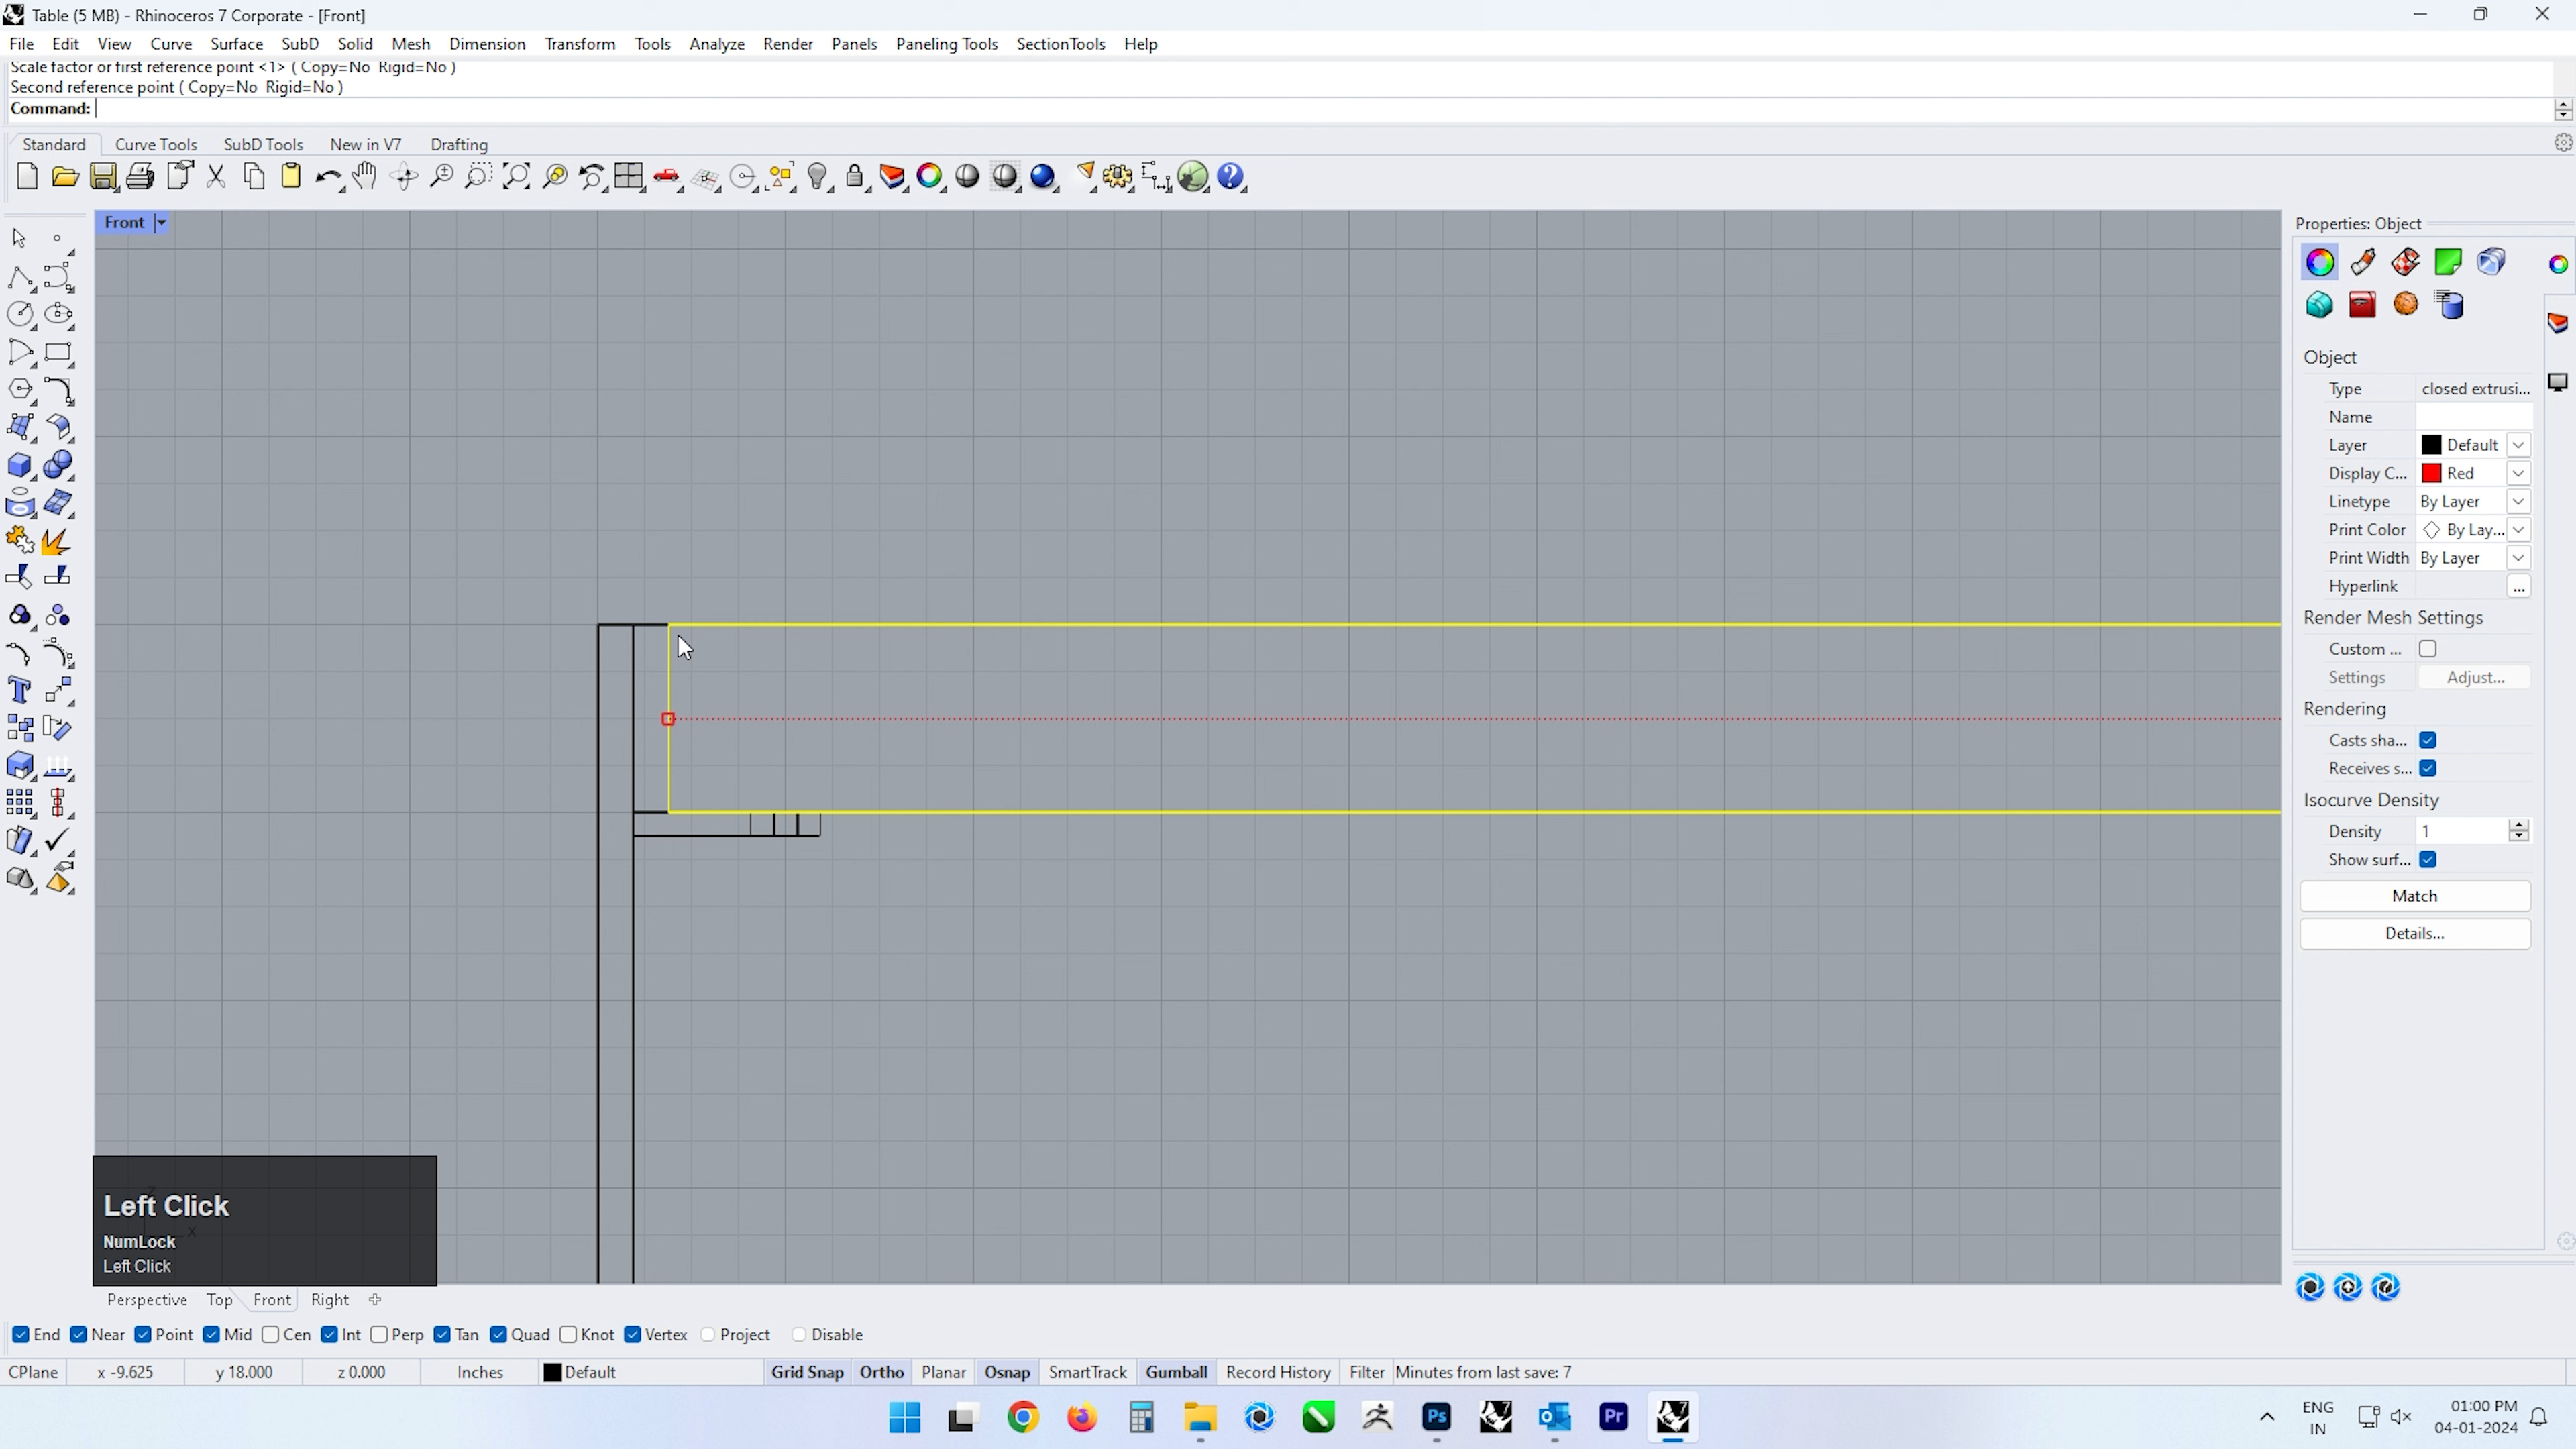 Table (5 MB) - Rhinoceros 7 Corporate - [Front]
File Edit View Curve Surface SubD Solid Mesh Dimension Transform Tools Analyze Render Panels Paneling Tools SectionTools Help
Scale factor or first reference point <1> ( Copy=No Rigid=No )
Second reference point ( Copy=No Rigid=No )
Command:
Standard Curve Tools SubD Tools New in V7 Drafting
Front
Properties: Object
Object
Type closed extrusi...
Name
Layer Default
Display C... Red
Linetype By Layer
Print Color By Lay...
Print Width By Layer
Hyperlink ...
Render Mesh Settings
Custom ...
Settings Adjust...
Rendering
Casts sha...
Receives s...
Isocurve Density
Density 1
Show surf...
Match
Details...
Left Click
NumLock
Left Click
Perspective Top Front Right
End Near Point Mid Cen Int Perp Tan Quad Knot Vertex Project Disable
CPlane x -9.625 y 18.000 z 0.000 Inches Default Grid Snap Ortho Planar Osnap SmartTrack Gumball Record History Filter Minutes from last save: 7
Ps Pr
ENG
IN
01:00 PM
04-01-2024